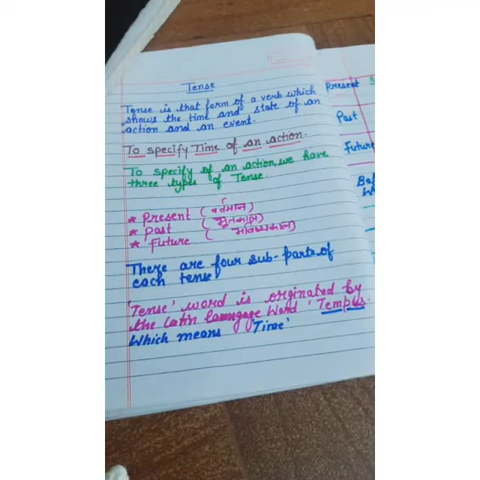 Tense
Tense is that form of a verb which
shows the time and state of an
action and an event.
To specify Time of an action.
To specify of an action, we have
three types of Tense.
* Present (वर्तमान)
* Past (भूतकाल)
* Future (भविष्यकाल)
There are four sub-parts of
each tense
'Tense' word is orginated by
the Latin langage Word 'Tempus
Which means 'Time'
Present
Past
Future